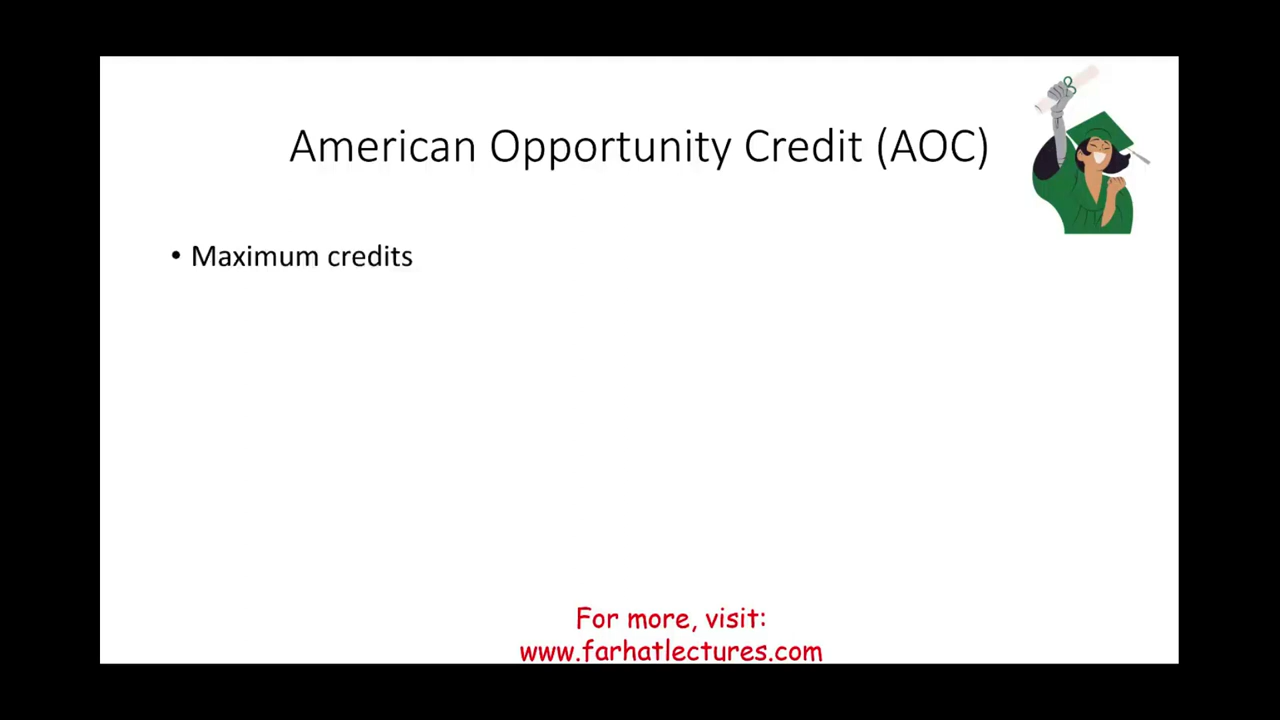 American Opportunity Credit (AOC)
• Maximum credits
For more, visit:
www.farhatlectures.com